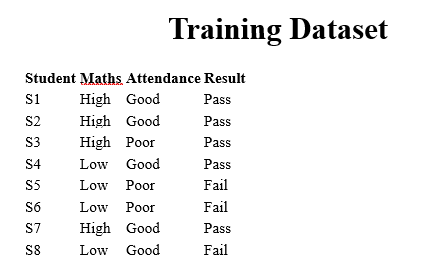 Training Dataset
Student Maths Attendance Result
S1 High Good Pass
S2 High Good Pass
S3 High Poor Pass
S4 Low Good Pass
S5 Low Poor Fail
S6 Low Poor Fail
S7 High Good Pass
S8 Low Good Fail